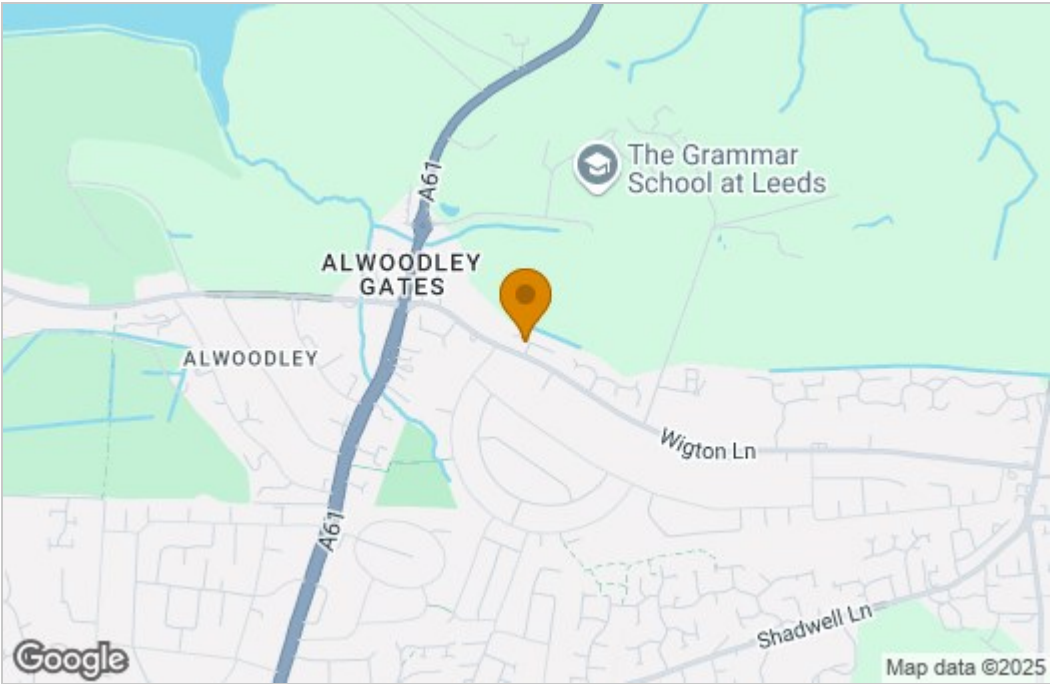 A61
The Grammar
School at Leeds
ALWOODLEY
GATES
ALWOODLEY
Wigton Ln
A61
Shadwell Ln
Google
Map data ©2025